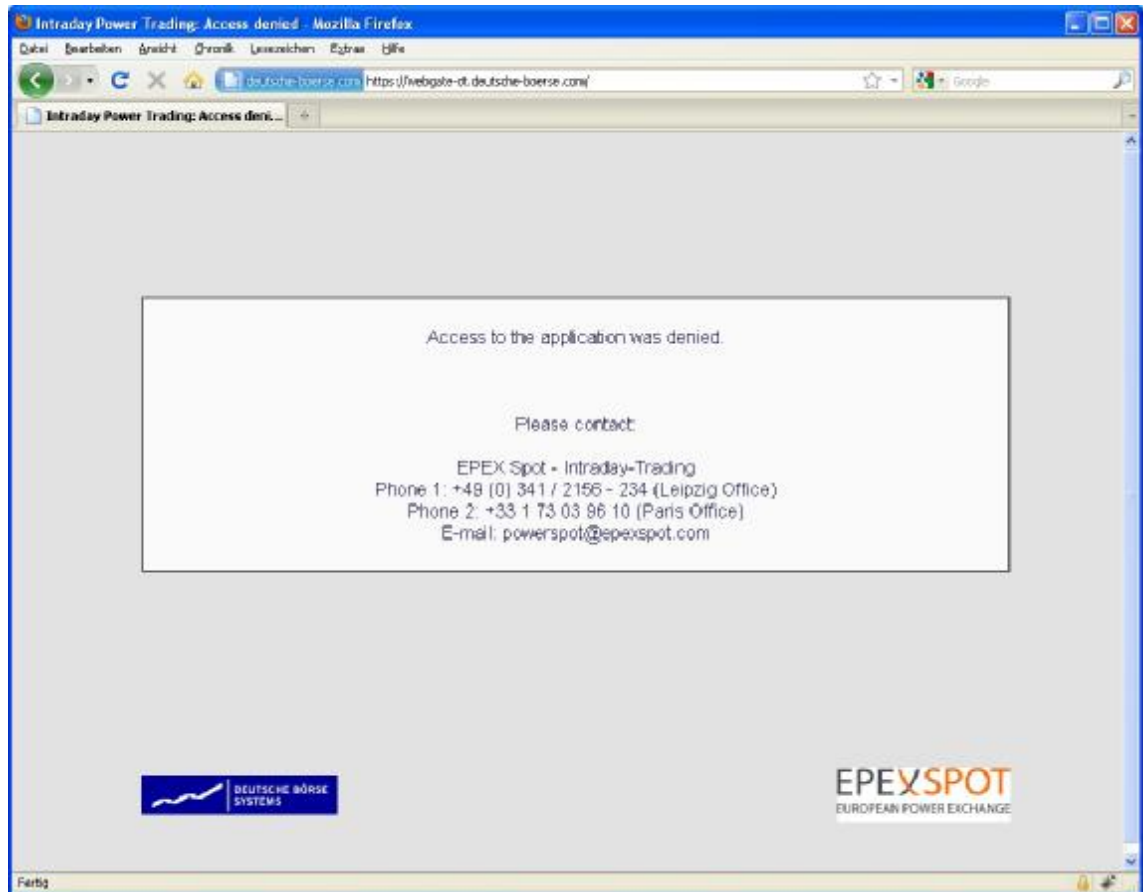 Intraday Power Trading: Access denied - Mozilla Firefox
Datei Bearbeiten Ansicht Chronik Lesezeichen Extras Hilfe
deutsche-boerse.com https://webgate-dt.deutsche-boerse.com/
Google
Intraday Power Trading: Access deni...
Access to the application was denied.
Please contact:
EPEX Spot - Intraday-Trading
Phone 1: +49 (0) 341 / 2156 - 234 (Leipzig Office)
Phone 2: +33 1 73 03 96 10 (Paris Office)
E-mail: powerspot@epexspot.com
DEUTSCHE BÖRSE
SYSTEMS
EPEXSPOT
EUROPEAN POWER EXCHANGE
Fertig